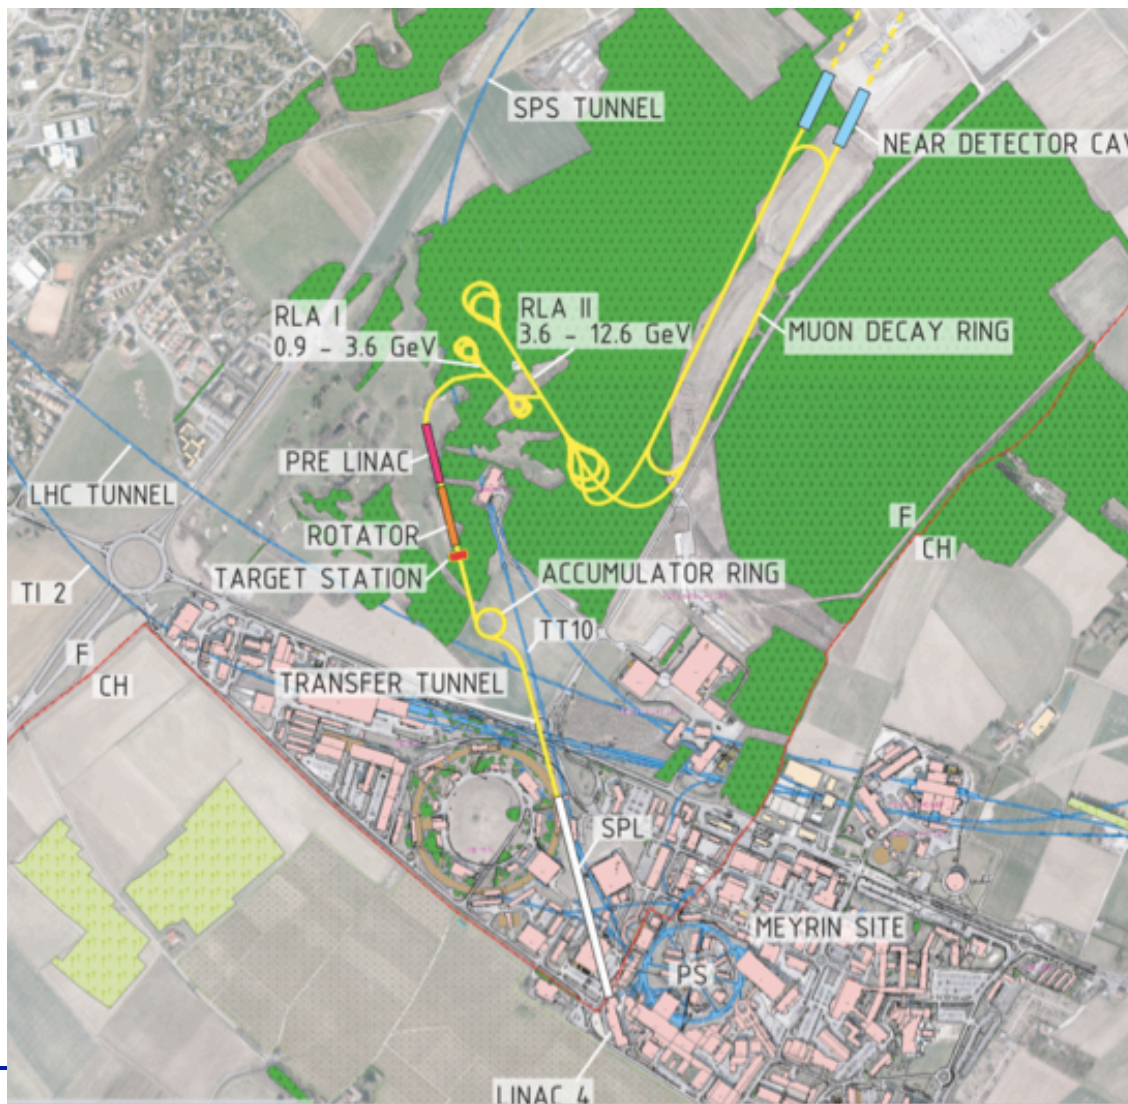 SPS TUNNEL
NEAR DETECTOR CAV
RLA I
0.9 – 3.6 GeV
RLA II
3.6 – 12.6 GeV
MUON DECAY RING
PRE LINAC
LHC TUNNEL
ROTATOR
F
CH
TARGET STATION
ACCUMULATOR RING
TI 2
TT10
F
CH
TRANSFER TUNNEL
SPL
MEYRIN SITE
PS
LINAC 4